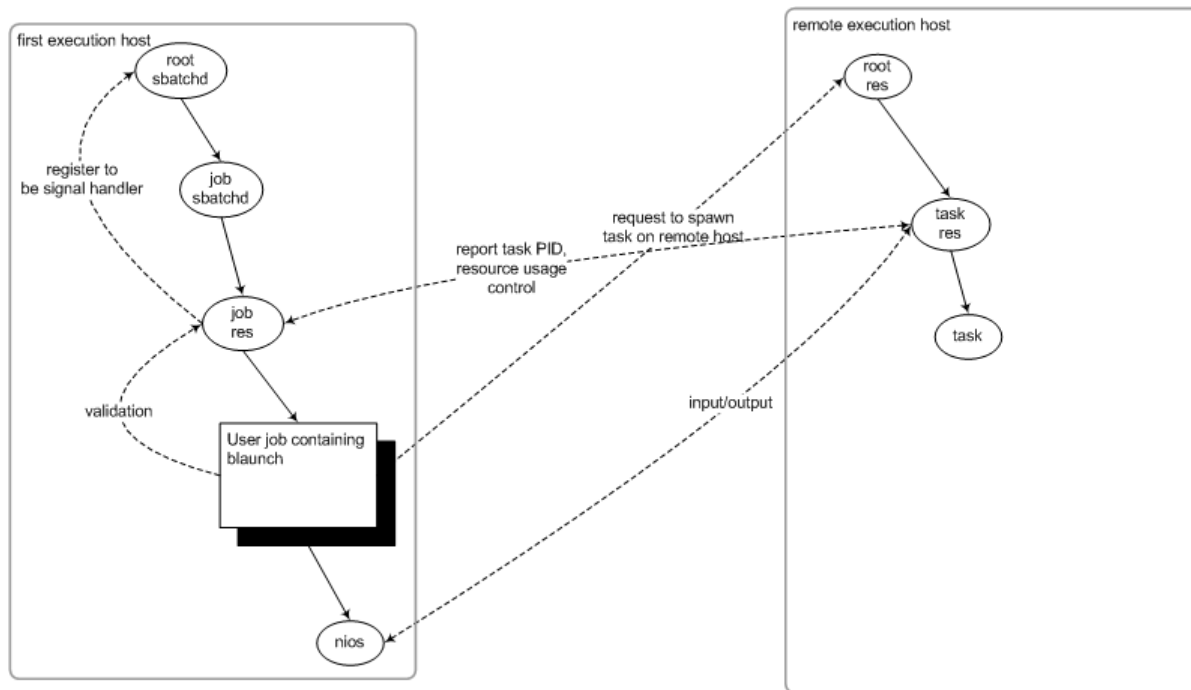 first execution host
root
sbatchd
register to
be signal handler
job
sbatchd
job
res
validation
User job containing
blaunch
nios
report task PID,
resource usage
control
request to spawn
task on remote host
input/output
remote execution host
root
res
task
res
task